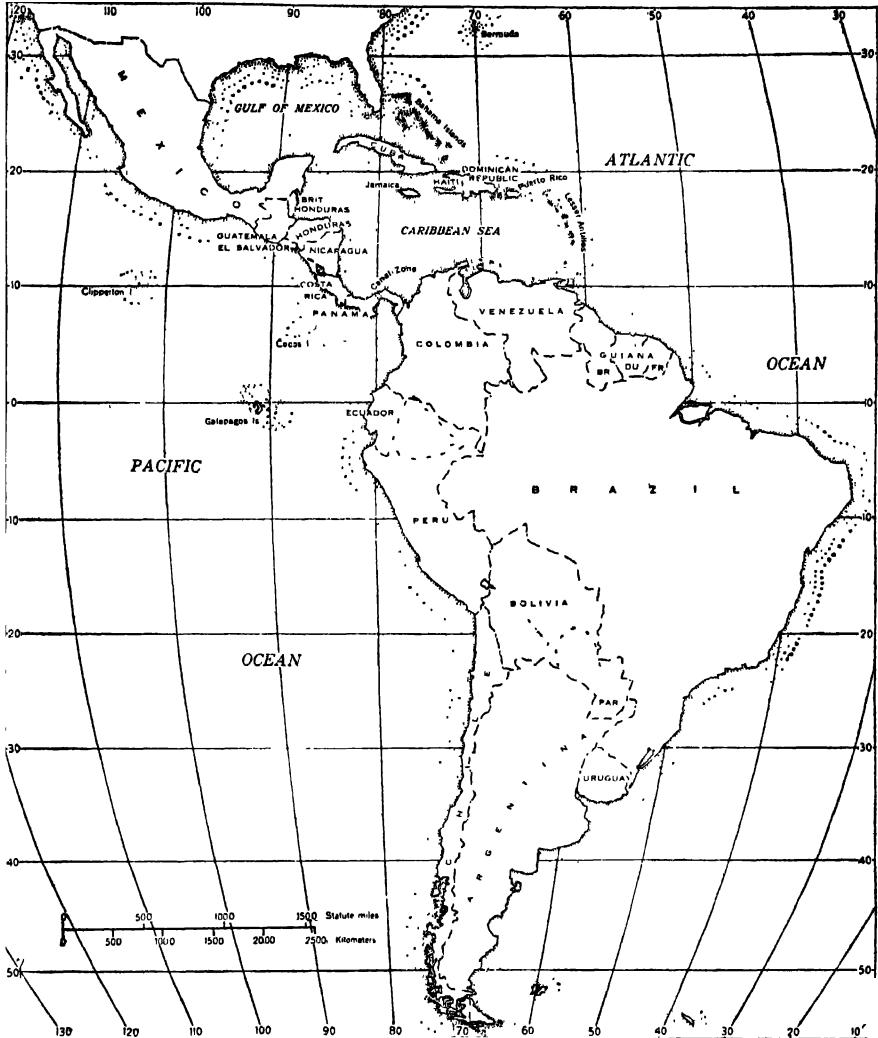 120 110 100 90 80 70 60 50 40 30
Bermuda
30 30
MEXICO
GULF OF MEXICO
Bahama Islands
CUBA
ATLANTIC
20 20
DOMINICAN
REPUBLIC
HAITI
Puerto Rico
Jamaica
Lesser Antilles
BRIT
HONDURAS
HONDURAS
GUATEMALA
EL SALVADOR
NICARAGUA
CARIBBEAN SEA
Canal Zone
Clipperton I
10 10
COSTA
RICA
PANAMA
VENEZUELA
Cocos I
COLOMBIA
GUIANA
BR DU FR
OCEAN
0 0
Galapagos Is
ECUADOR
PACIFIC
BRAZIL
10 10
PERU
BOLIVIA
20 20
OCEAN
CHILE
PAR
ARGENTINA
30 30
URUGUAY
40 40
500 1000 1500 Statute miles
500 1000 1500 2000 2500 Kilometers
50 50
130 120 110 100 90 80 70 60 50 40 30 20 10